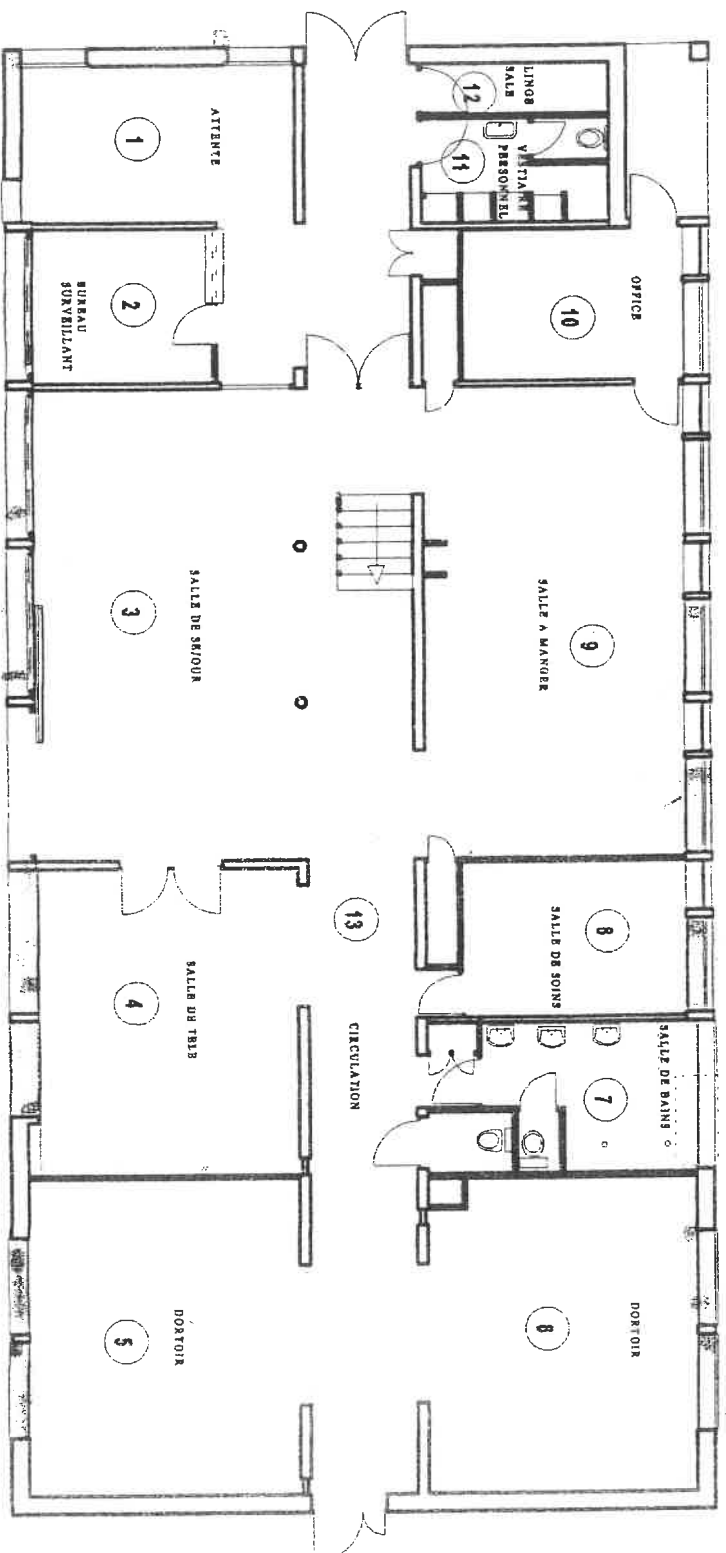 LINGE
SALE
12
VESTIAIRE
PERSONNEL
11
OFFICE
10
SALLE A MANGER
9
SALLE DE SOINS
8
SALLE DE BAINS
7
DORTOIR
6
13
CIRCULATION
ATTENTE
1
BUREAU
SURVEILLANT
2
SALLE DE SEJOUR
3
SALLE DE TELE
4
DORTOIR
5